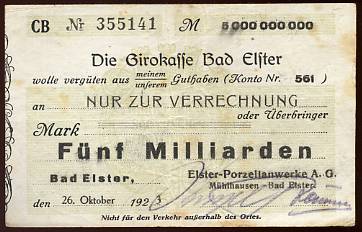 CB № 355141 M 5000000000
Die Girokasse Bad Elster
wolle vergüten aus meinem unserem Guthaben (Konto Nr. 561)
an NUR ZUR VERRECHNUNG
oder Überbringer
Mark
Fünf Milliarden
Bad Elster,
Elster-Porzellanwerke A. G.
Mühlhausen - Bad Elster.
den 26. Oktober 1923
Nicht für den Verkehr außerhalb des Ortes.